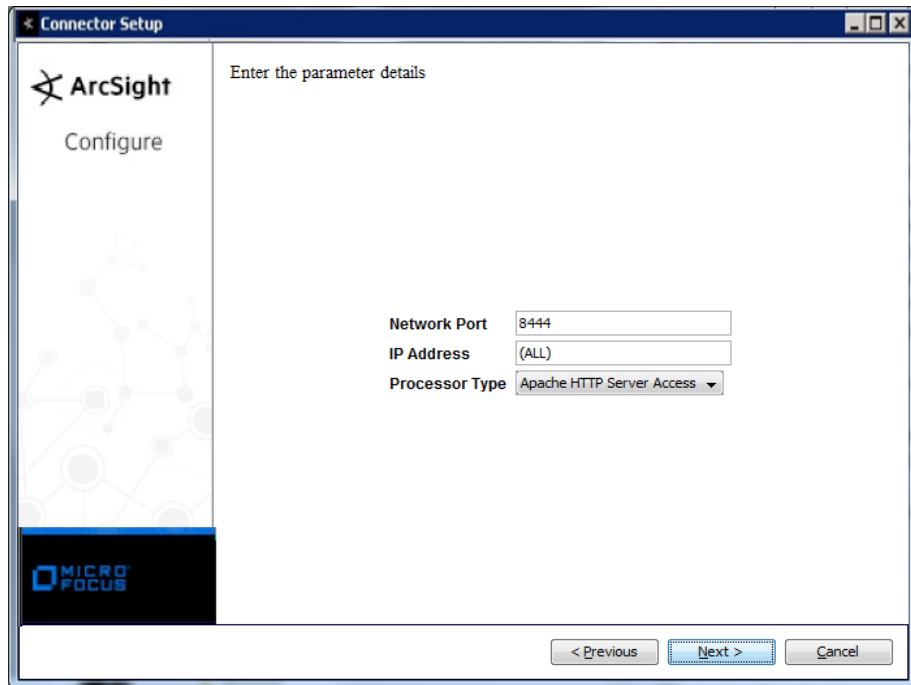 Connector Setup
ArcSight
Configure
Enter the parameter details
Network Port 8444
IP Address (ALL)
Processor Type Apache HTTP Server Access
MICRO
FOCUS
< Previous Next > Cancel